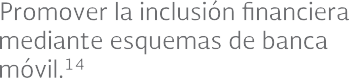 Promover la inclusión financiera
mediante esquemas de banca
móvil.¹⁴